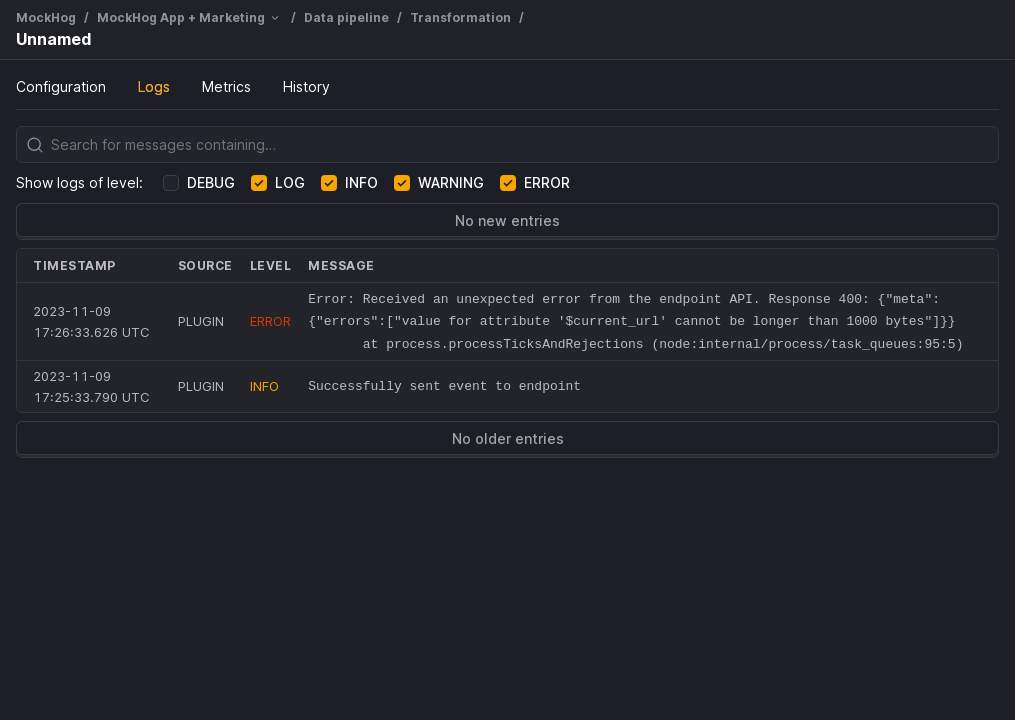 MockHog / MockHog App + Marketing / Data pipeline / Transformation /
Unnamed
Configuration Logs Metrics History
Search for messages containing…
Show logs of level: DEBUG LOG INFO WARNING ERROR
No new entries
TIMESTAMP SOURCE LEVEL MESSAGE
2023-11-09
17:26:33.626 UTC
PLUGIN
ERROR
Error: Received an unexpected error from the endpoint API. Response 400: {"meta":
{"errors":["value for attribute '$current_url' cannot be longer than 1000 bytes"]}}
at process.processTicksAndRejections (node:internal/process/task_queues:95:5)
2023-11-09
17:25:33.790 UTC
PLUGIN
INFO
Successfully sent event to endpoint
No older entries